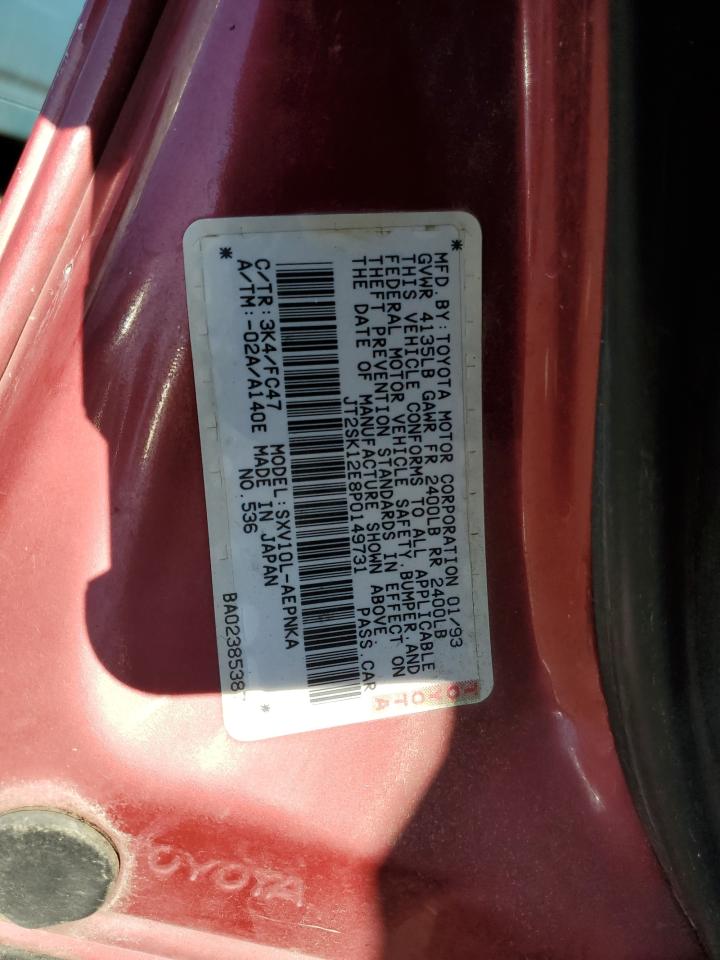 MFD. BY: TOYOTA MOTOR CORPORATION 01/93
GVWR 4135LB GAWR FR 2400LB RR 2400LB
THIS VEHICLE CONFORMS TO ALL APPLICABLE
FEDERAL MOTOR VEHICLE SAFETY, BUMPER, AND
THEFT PREVENTION STANDARDS IN EFFECT ON
THE DATE OF MANUFACTURE SHOWN ABOVE.
JT2SK12E8P0149731 PASS. CAR
TOYOTA
C/TR: 3K4/FC47 MODEL: SXV10L-AEPNKA
A/TM: -02A/A140E MADE IN JAPAN
NO. 536
TOYOTA